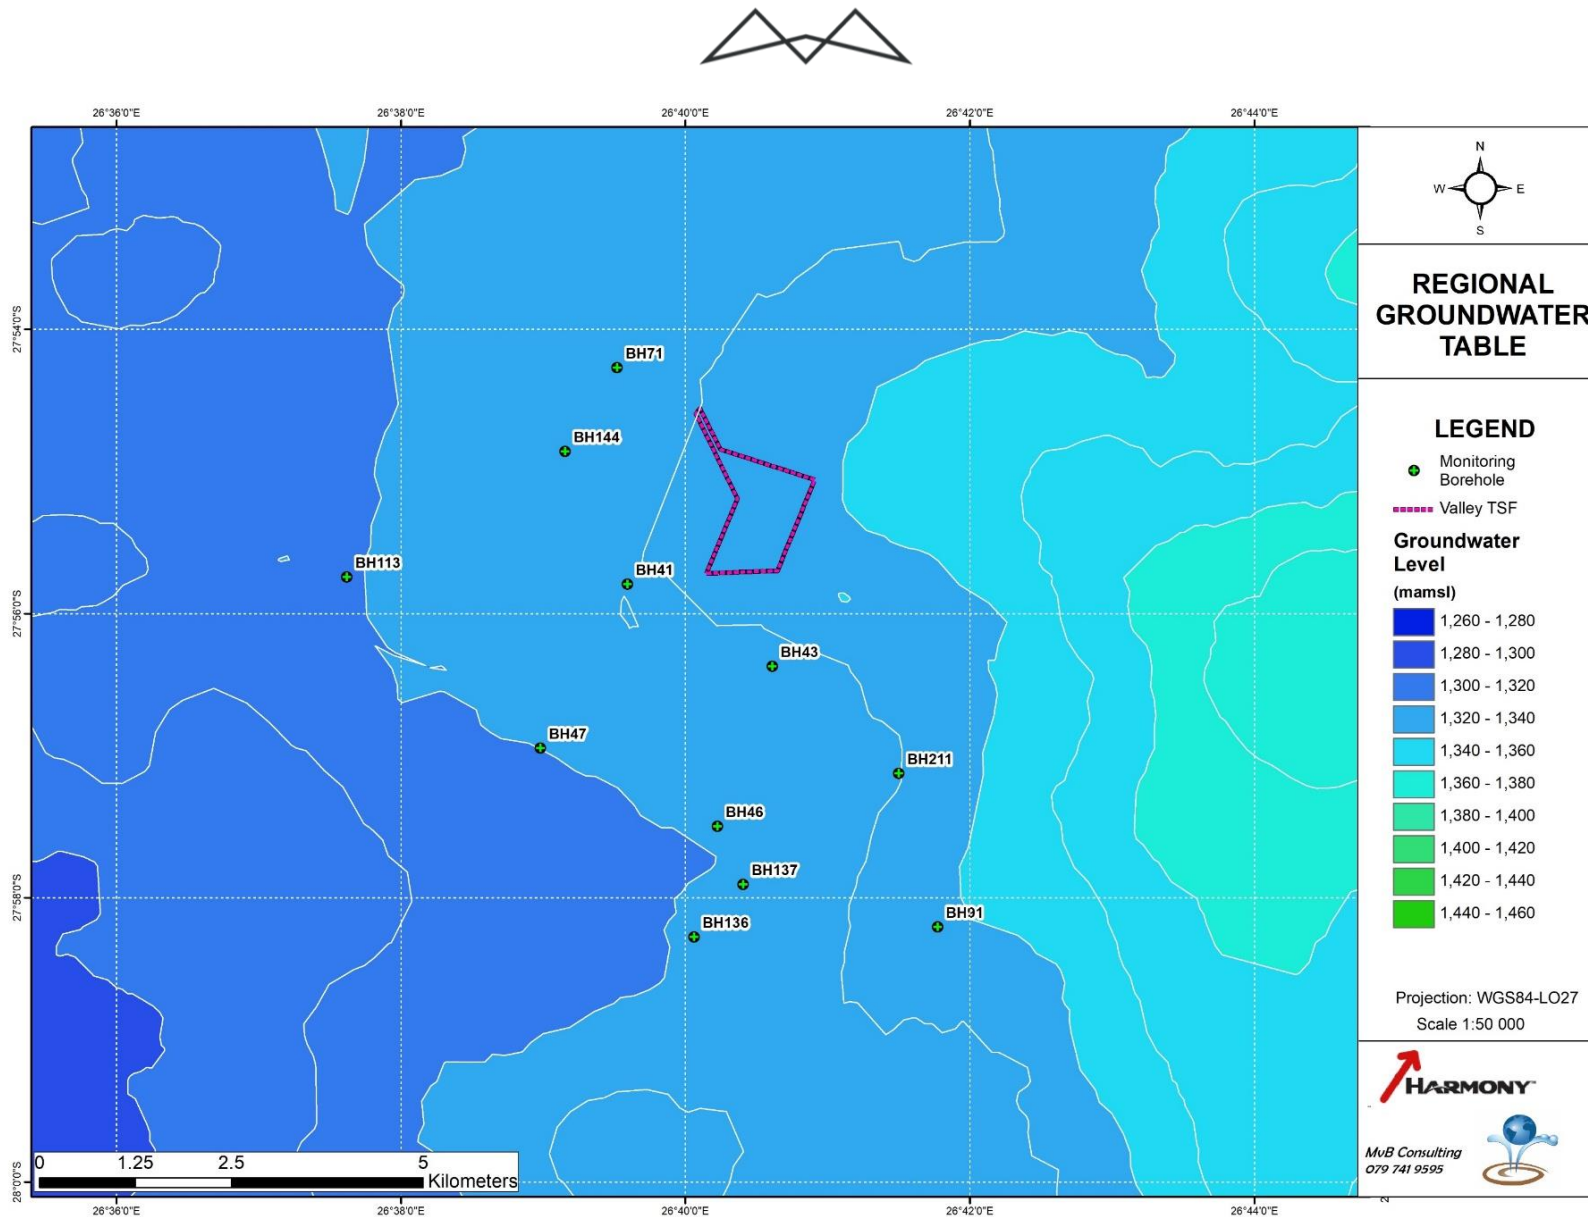 26°36'0"E 26°38'0"E 26°40'0"E 26°42'0"E 26°44'0"E
N
W E
S
REGIONAL
GROUNDWATER
TABLE
27°54'0"S
BH71
BH144
BH113
BH41
27°56'0"S
BH43
BH47
BH211
BH46
BH137
27°58'0"S
BH91
BH136
LEGEND
Monitoring
Borehole
Valley TSF
Groundwater
Level
(mamsl)
1,260 - 1,280
1,280 - 1,300
1,300 - 1,320
1,320 - 1,340
1,340 - 1,360
1,360 - 1,380
1,380 - 1,400
1,400 - 1,420
1,420 - 1,440
1,440 - 1,460
Projection: WGS84-LO27
Scale 1:50 000
HARMONY™
MvB Consulting
079 741 9595
0 1.25 2.5 5
Kilometers
28°0'0"S
26°36'0"E 26°38'0"E 26°40'0"E 26°42'0"E 26°44'0"E